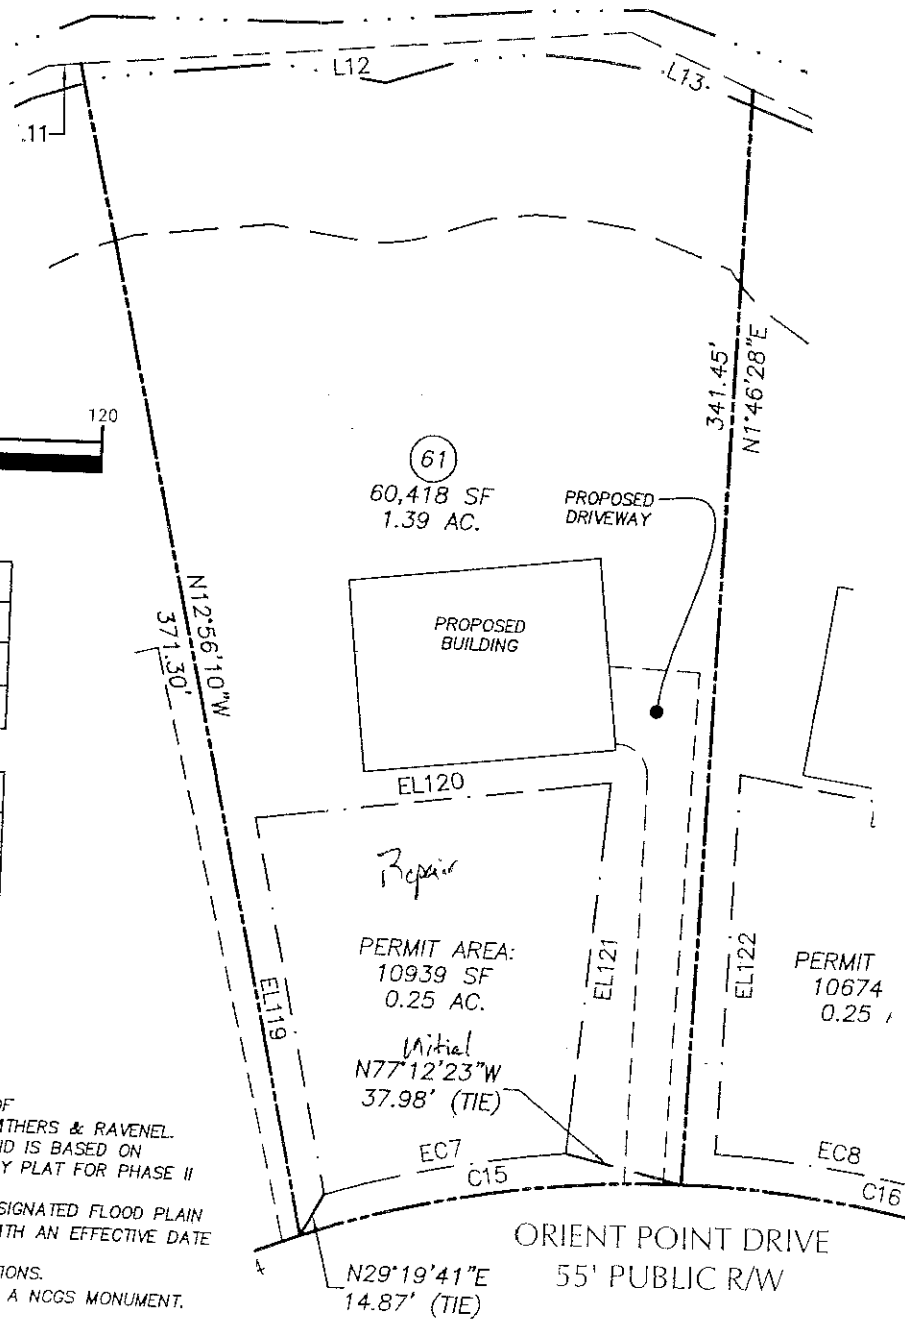 L12
L13
.11
341.45'
N1°46'28"E
120
61
60,418 SF
1.39 AC.
PROPOSED
DRIVEWAY
N12°56'10"W
371.30'
PROPOSED
BUILDING
EL120
Repair
PERMIT AREA:
10939 SF
0.25 AC.
EL119
EL121
EL122
PERMIT
10674
0.25
Initial
N77°12'23"W
37.98' (TIE)
OF
ITHERS & RAVENEL.
ID IS BASED ON
Y PLAT FOR PHASE II
SIGNATED FLOOD PLAIN
TH AN EFFECTIVE DATE
IONS.
A NCGS MONUMENT.
EC7
C15
EC8
C16
N29°19'41"E
14.87' (TIE)
ORIENT POINT DRIVE
55' PUBLIC R/W